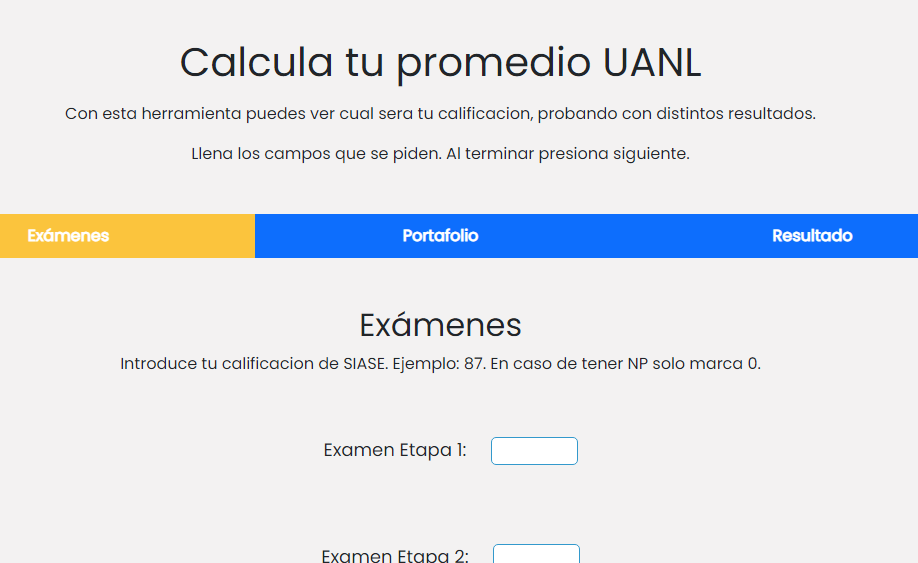 Calcula tu promedio UANL
Con esta herramienta puedes ver cual sera tu calificacion, probando con distintos resultados.
Llena los campos que se piden. Al terminar presiona siguiente.
Exámenes
Portafolio
Resultado
Exámenes
Introduce tu calificacion de SIASE. Ejemplo: 87. En caso de tener NP solo marca 0.
Examen Etapa 1:
Examen Etapa 2: